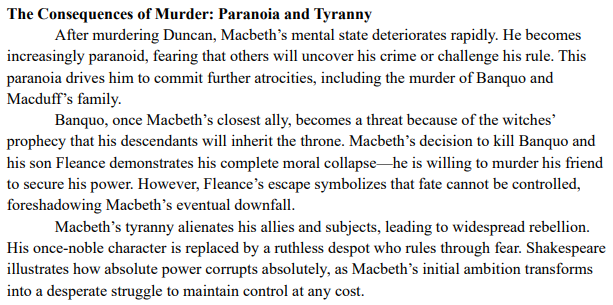 The Consequences of Murder: Paranoia and Tyranny
After murdering Duncan, Macbeth’s mental state deteriorates rapidly. He becomes
increasingly paranoid, fearing that others will uncover his crime or challenge his rule. This
paranoia drives him to commit further atrocities, including the murder of Banquo and
Macduff’s family.
Banquo, once Macbeth’s closest ally, becomes a threat because of the witches’
prophecy that his descendants will inherit the throne. Macbeth’s decision to kill Banquo and
his son Fleance demonstrates his complete moral collapse—he is willing to murder his friend
to secure his power. However, Fleance’s escape symbolizes that fate cannot be controlled,
foreshadowing Macbeth’s eventual downfall.
Macbeth’s tyranny alienates his allies and subjects, leading to widespread rebellion.
His once-noble character is replaced by a ruthless despot who rules through fear. Shakespeare
illustrates how absolute power corrupts absolutely, as Macbeth’s initial ambition transforms
into a desperate struggle to maintain control at any cost.